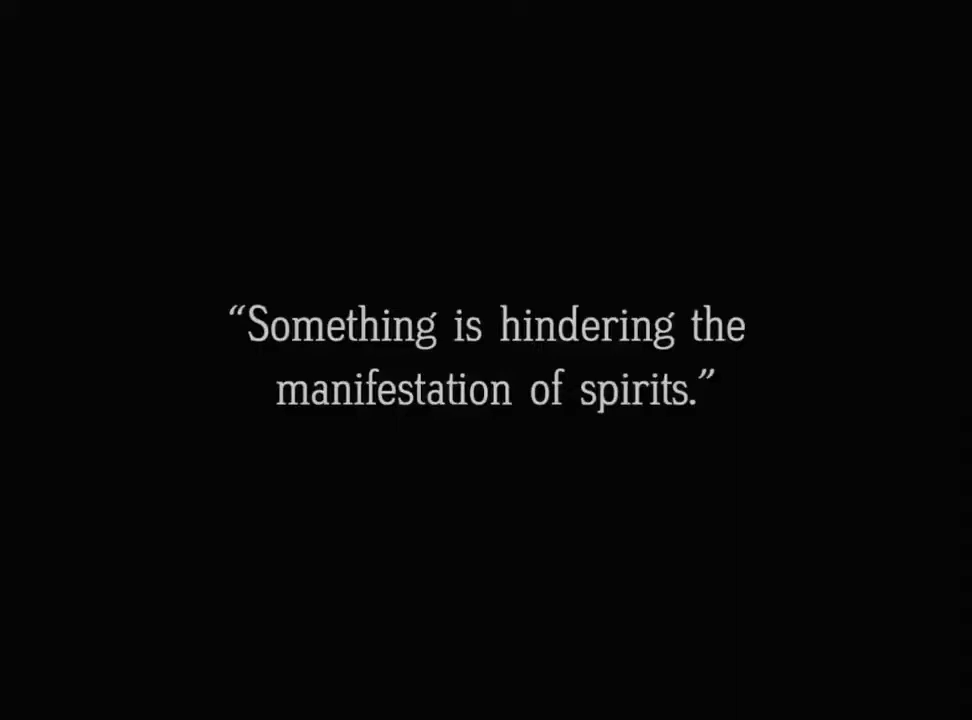 “Something is hindering the
manifestation of spirits.”